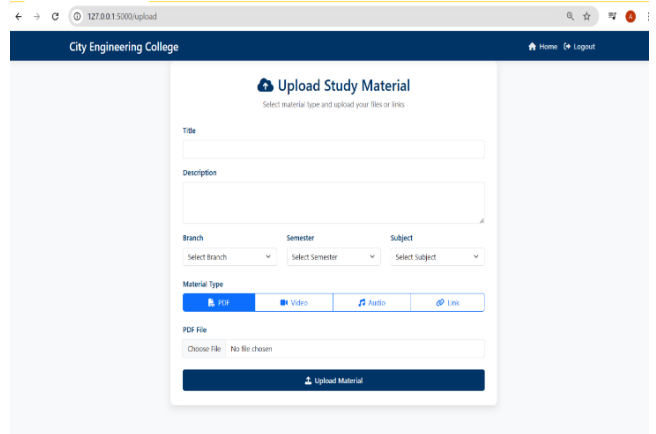 127.0.0.1:5000/upload
A
City Engineering College
Home
Logout
Upload Study Material
Select material type and upload your files or links
Title
Description
Branch Semester Subject
Select Branch Select Semester Select Subject
Material Type
PDF Video Audio Link
PDF File
Choose File No file chosen
Upload Material